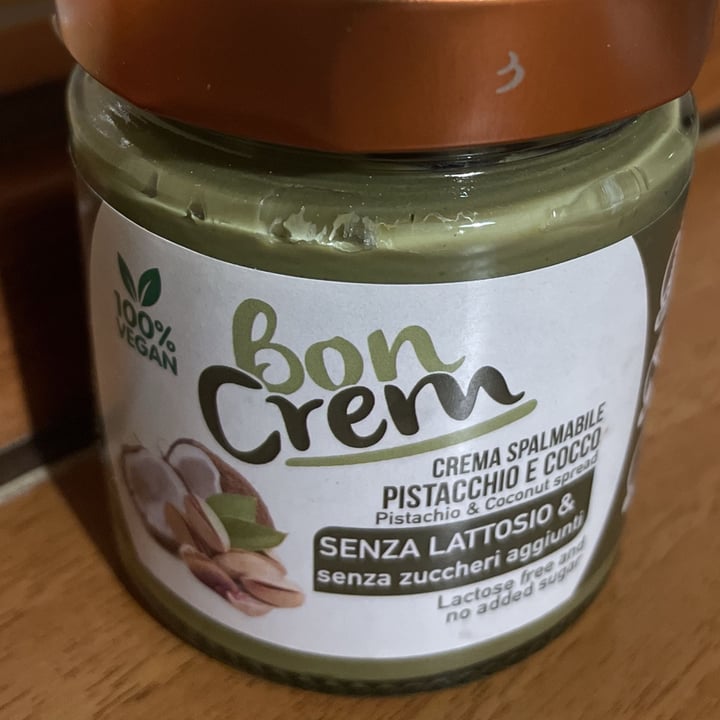 100%
VEGAN
Bon
Crem
CREMA SPALMABILE
PISTACCHIO E COCCO
Pistachio & Coconut spread
SENZA LATTOSIO &
senza zuccheri aggiunti
Lactose free and
no added sugar